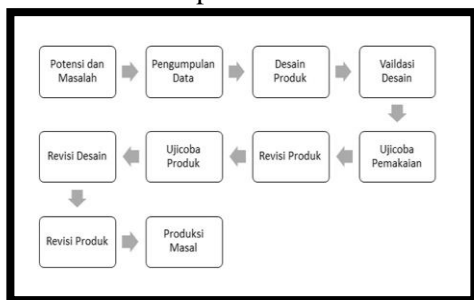 Potensi dan
Masalah
Pengumpulan
Data
Desain
Produk
Vaildasi
Desain
Ujicoba
Pemakaian
Revisi Produk
Ujicoba
Produk
Revisi Desain
Revisi Produk
Produksi
Masal